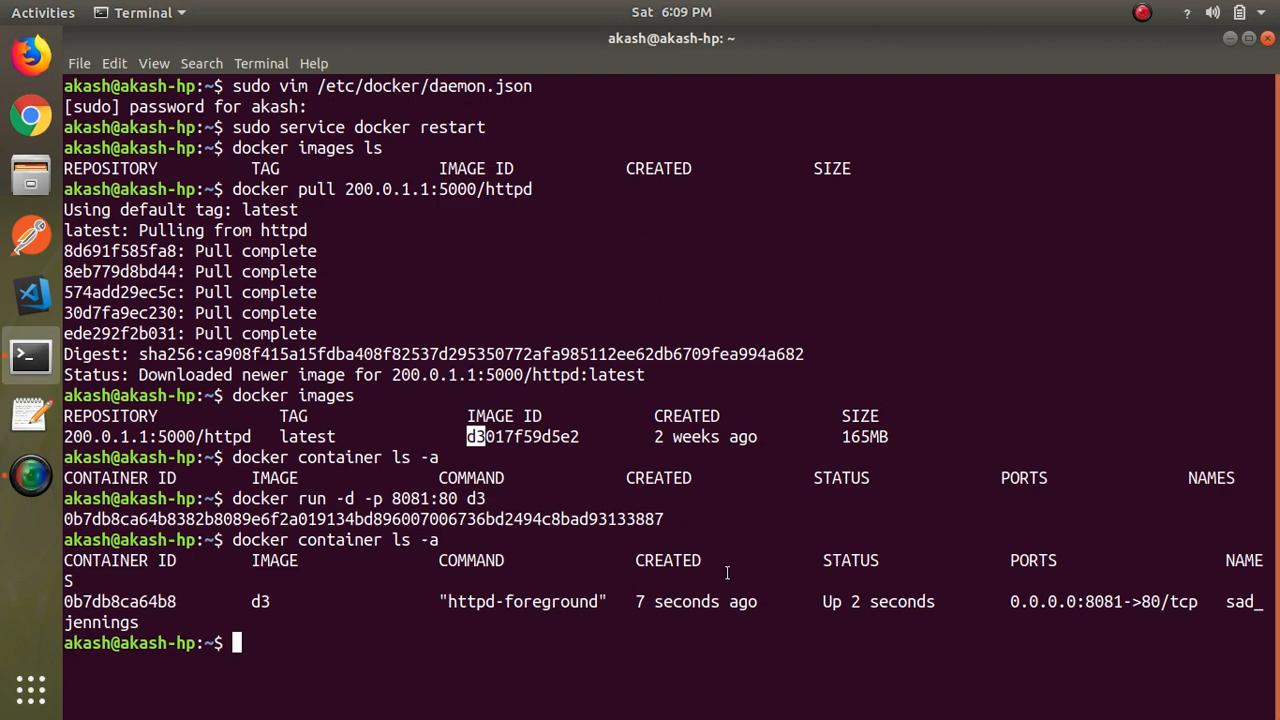 Activities Terminal Sat 6:09 PM ?
akash@akash-hp: ~
File Edit View Search Terminal Help
akash@akash-hp:~$ sudo vim /etc/docker/daemon.json
[sudo] password for akash:
akash@akash-hp:~$ sudo service docker restart
akash@akash-hp:~$ docker images ls
REPOSITORY TAG IMAGE ID CREATED SIZE
akash@akash-hp:~$ docker pull 200.0.1.1:5000/httpd
Using default tag: latest
latest: Pulling from httpd
8d691f585fa8: Pull complete
8eb779d8bd44: Pull complete
574add29ec5c: Pull complete
30d7fa9ec230: Pull complete
ede292f2b031: Pull complete
Digest: sha256:ca908f415a15fdba408f82537d295350772afa985112ee62db6709fea994a682
Status: Downloaded newer image for 200.0.1.1:5000/httpd:latest
akash@akash-hp:~$ docker images
REPOSITORY TAG IMAGE ID CREATED SIZE
200.0.1.1:5000/httpd latest d3017f59d5e2 2 weeks ago 165MB
akash@akash-hp:~$ docker container ls -a
CONTAINER ID IMAGE COMMAND CREATED STATUS PORTS NAMES
akash@akash-hp:~$ docker run -d -p 8081:80 d3
0b7db8ca64b8382b8089e6f2a019134bd896007006736bd2494c8bad93133887
akash@akash-hp:~$ docker container ls -a
CONTAINER ID IMAGE COMMAND CREATED STATUS PORTS NAME
S
0b7db8ca64b8 d3 "httpd-foreground" 7 seconds ago Up 2 seconds 0.0.0.0:8081->80/tcp sad_
jennings
akash@akash-hp:~$